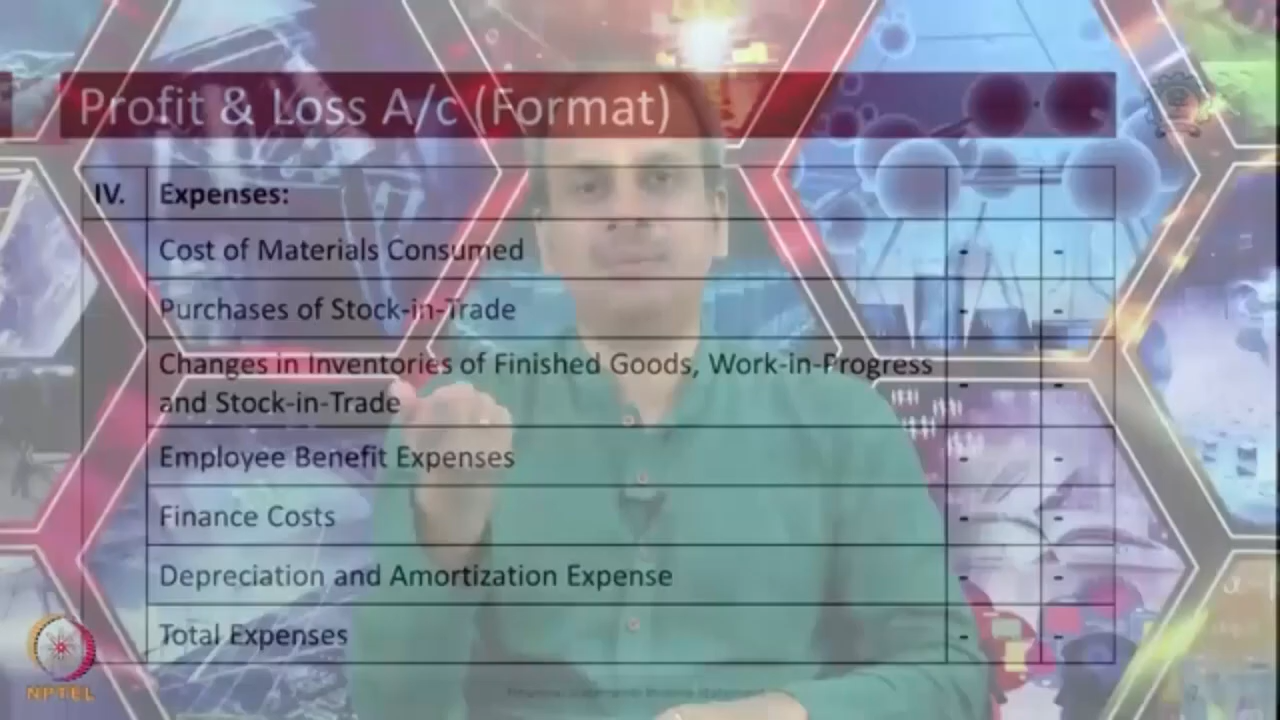 Profit & Loss A/c (Format)
IV. Expenses:
Cost of Materials Consumed - -
Purchases of Stock-in-Trade - -
Changes in Inventories of Finished Goods, Work-in-Progress
and Stock-in-Trade - -
Employee Benefit Expenses - -
Finance Costs - -
Depreciation and Amortization Expense - -
Total Expenses - -
NPTEL